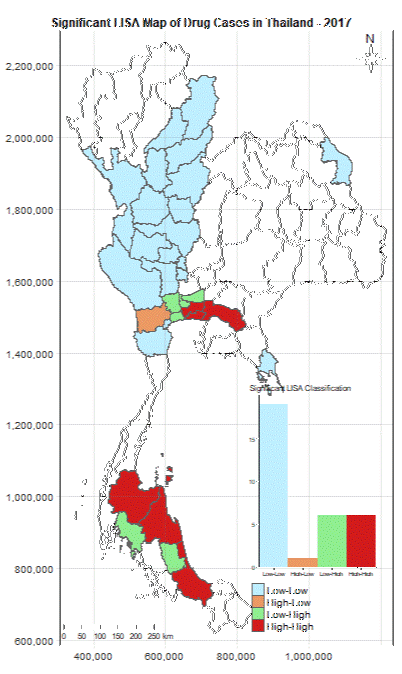 Significant LISA Map of Drug Cases in Thailand - 2017
N
2,200,000
2,000,000
1,800,000
1,600,000
1,400,000
1,200,000
1,000,000
800,000
600,000
Significant LISA Classification
15
10
5
0
Low-Low High-Low Low-High High-High
Low-Low
High-Low
Low-High
High-High
0 50 100 150 200 250 km
400,000 600,000 800,000 1,000,000